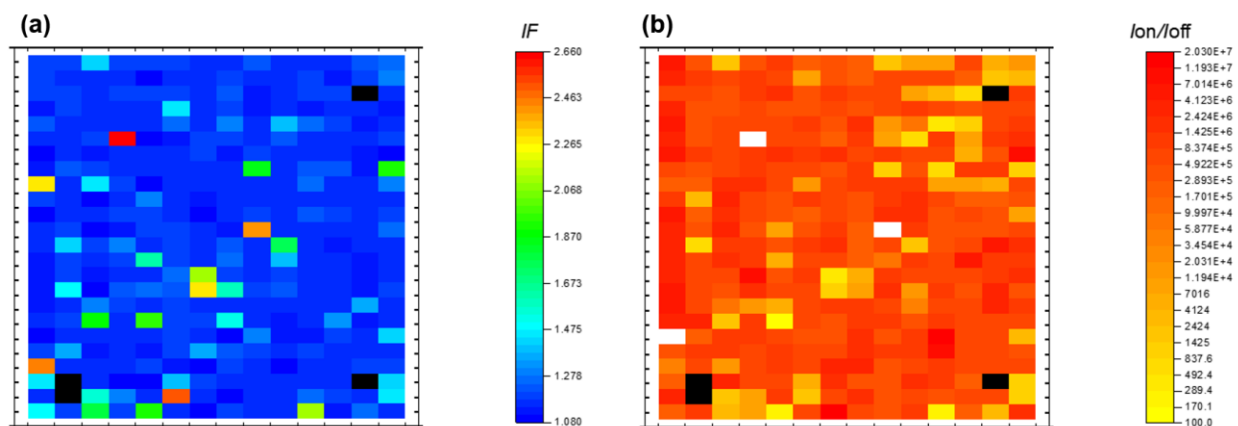 (a)
IF
2.660
2.463
2.265
2.068
1.870
1.673
1.475
1.278
1.080
(b)
Ion/Ioff
2.030E+7
1.193E+7
7.014E+6
4.123E+6
2.424E+6
1.425E+6
8.374E+5
4.922E+5
2.893E+5
1.701E+5
9.997E+4
5.877E+4
3.454E+4
2.031E+4
1.194E+4
7016
4124
2424
1425
837.6
492.4
289.4
170.1
100.0